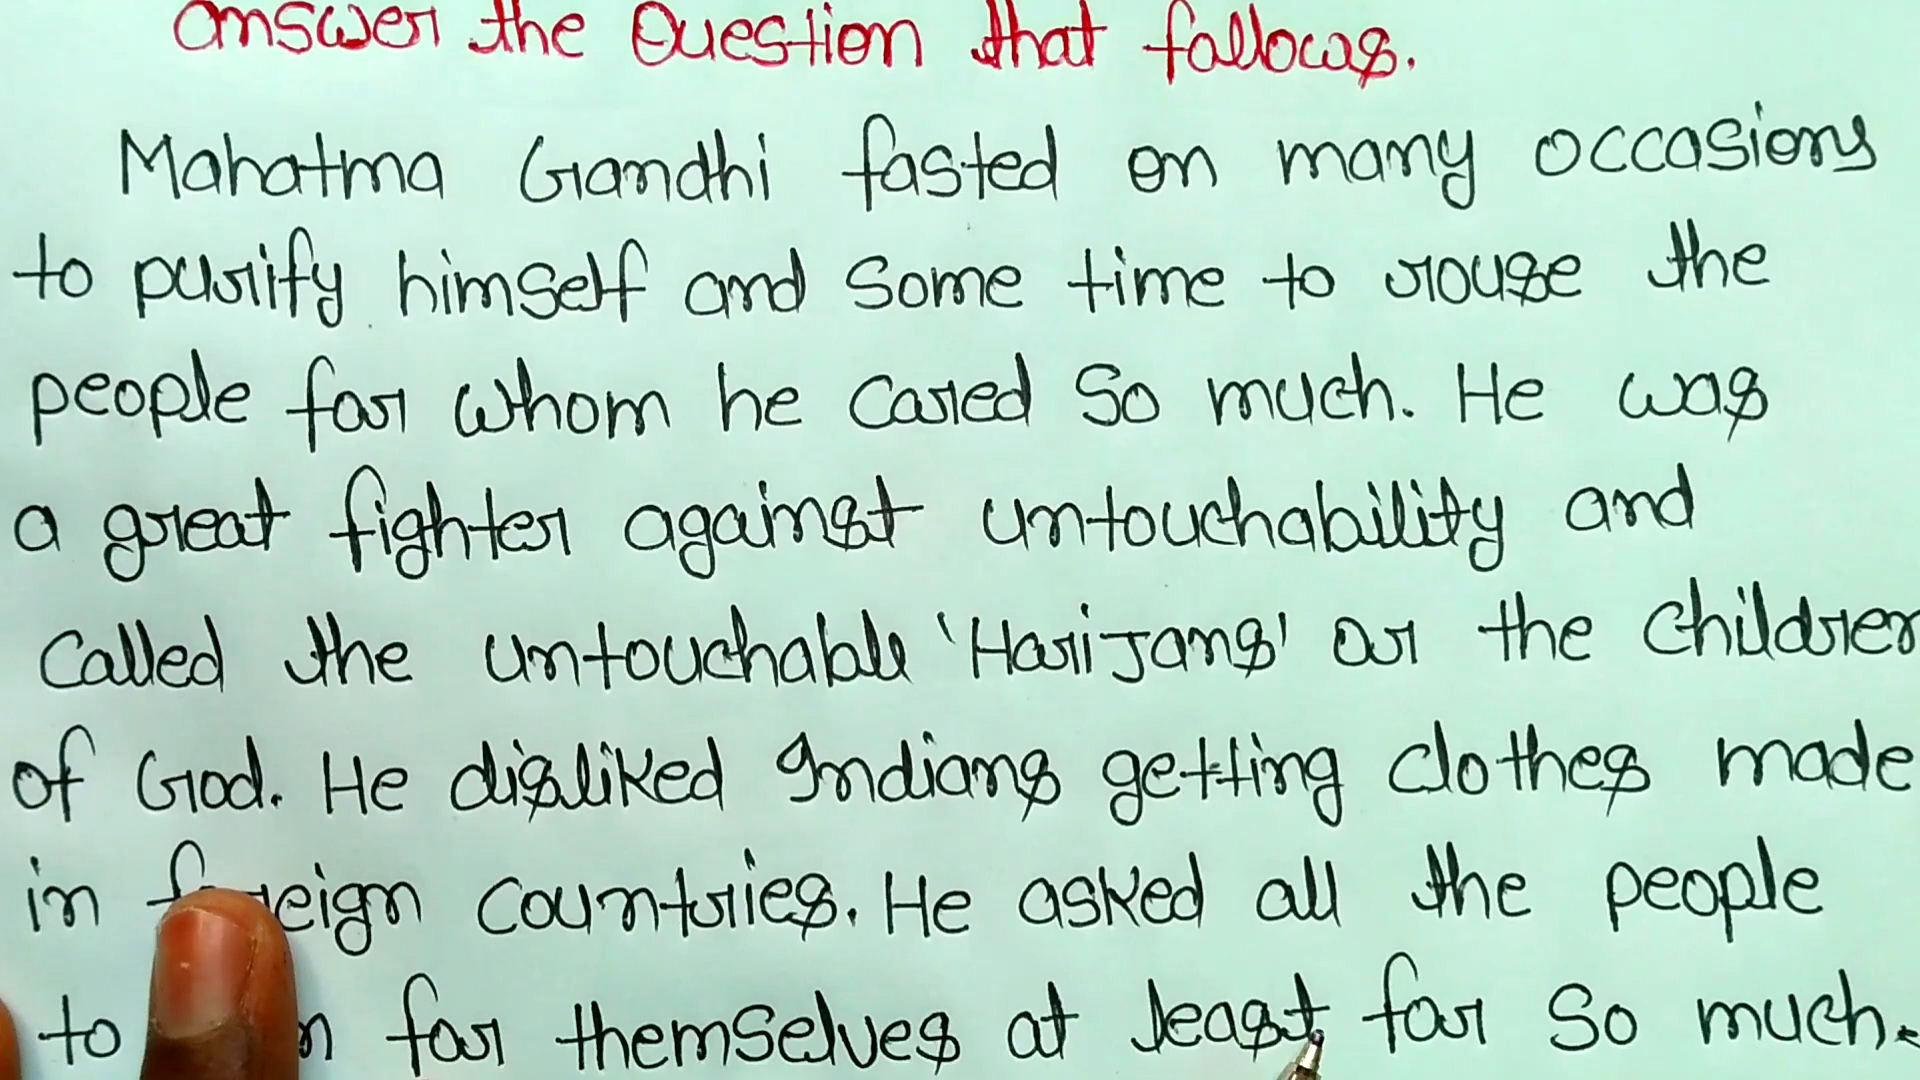 answer the Question that follows.
Mahatma Gandhi fasted on many occasions
to purify himself and some time to rouse the
people for whom he cared so much. He was
a great fighter against untouchability and
called the untouchable 'Harijans' or the children
of God. He disliked Indians getting clothes made
in foreign countries. He asked all the people
to for themselves at least for so much.